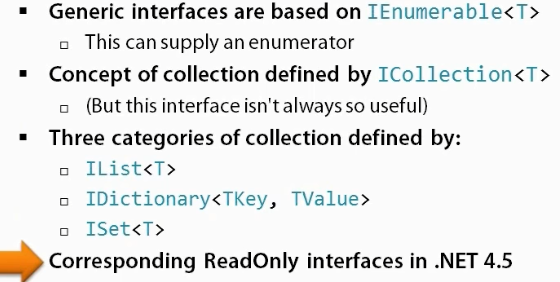 Generic interfaces are based on IEnumerable<T>
This can supply an enumerator
Concept of collection defined by ICollection<T>
(But this interface isn't always so useful)
Three categories of collection defined by:
IList<T>
IDictionary<TKey, TValue>
ISet<T>
Corresponding ReadOnly interfaces in .NET 4.5